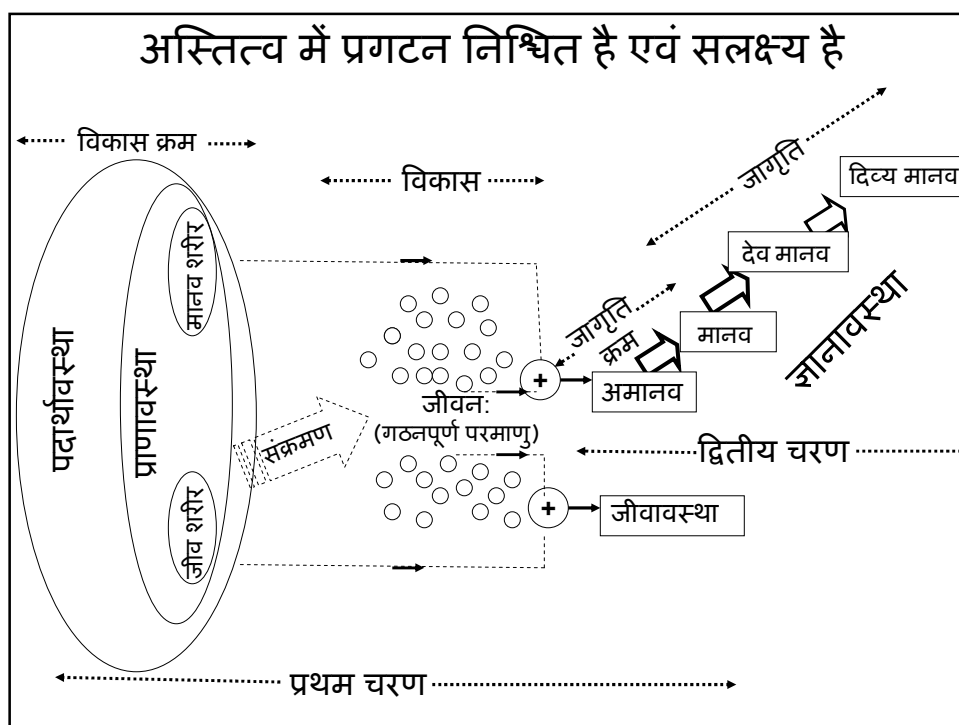 अस्तित्व में प्रगटन निश्चित है एवं सलक्ष्य है
विकास क्रम
विकास
जागृति
दिव्य मानव
देव मानव
मानव
अमानव
जागृति
क्रम
ज्ञानावस्था
पदार्थावस्था
प्राणावस्था
मानव शरीर
जीव शरीर
संक्रमण
जीवन:
(गठनपूर्ण परमाणु)
+
+
द्वितीय चरण
जीवावस्था
प्रथम चरण